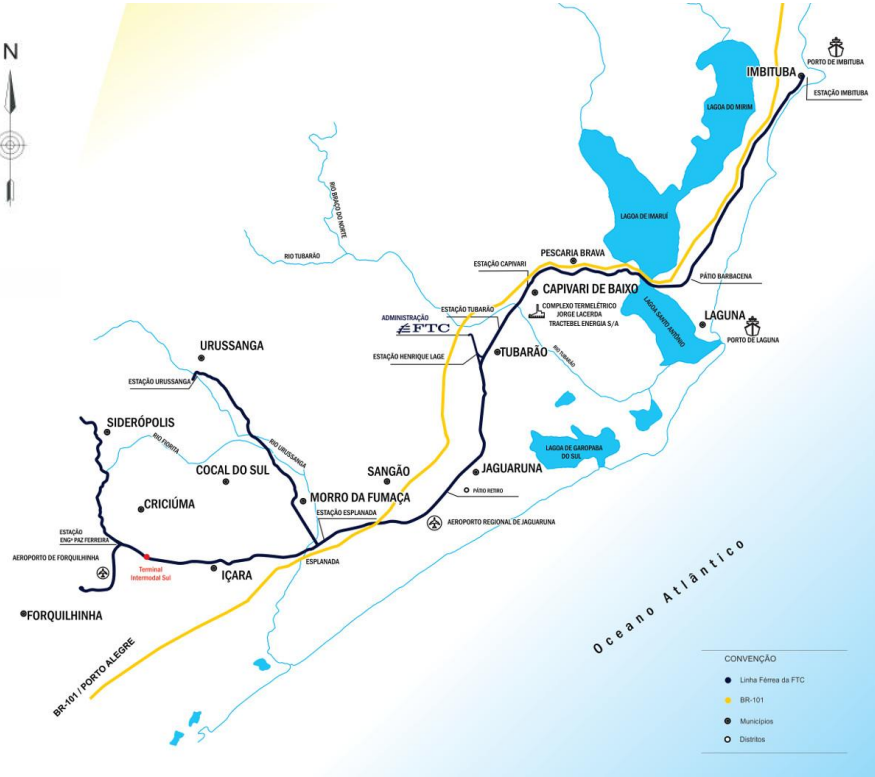 N
PORTO DE IMBITUBA
IMBITUBA
ESTAÇÃO IMBITUBA
LAGOA DO MIRIM
RIO BRAÇO DO NORTE
LAGOA DE IMARUÍ
RIO TUBARÃO
PESCARIA BRAVA
ESTAÇÃO CAPIVARI
PÁTIO BARBACENA
CAPIVARI DE BAIXO
COMPLEXO TERMELÉTRICO
JORGE LACERDA
TRACTEBEL ENERGIA S/A
ESTAÇÃO TUBARÃO
LAGOA SANTO ANTÔNIO
LAGUNA
PORTO DE LAGUNA
ADMINISTRAÇÃO
FTC
ESTAÇÃO HENRIQUE LAGE
TUBARÃO
RIO TUBARÃO
URUSSANGA
ESTAÇÃO URUSSANGA
SIDERÓPOLIS
RIO FIORITA
RIO URUSSANGA
LAGOA DE GAROPABA
DO SUL
COCAL DO SUL
SANGÃO
JAGUARUNA
PÁTIO RETIRO
CRICIÚMA
MORRO DA FUMAÇA
ESTAÇÃO ESPLANADA
AEROPORTO REGIONAL DE JAGUARUNA
ESTAÇÃO
ENGº PAZ FERREIRA
AEROPORTO DE FORQUILHINHA
Terminal
Intermodal Sul
IÇARA
ESPLANADA
FORQUILHINHA
BR-101 / PORTO ALEGRE
Oceano Atlântico
CONVENÇÃO
Linha Férrea da FTC
BR-101
Municípios
Distritos